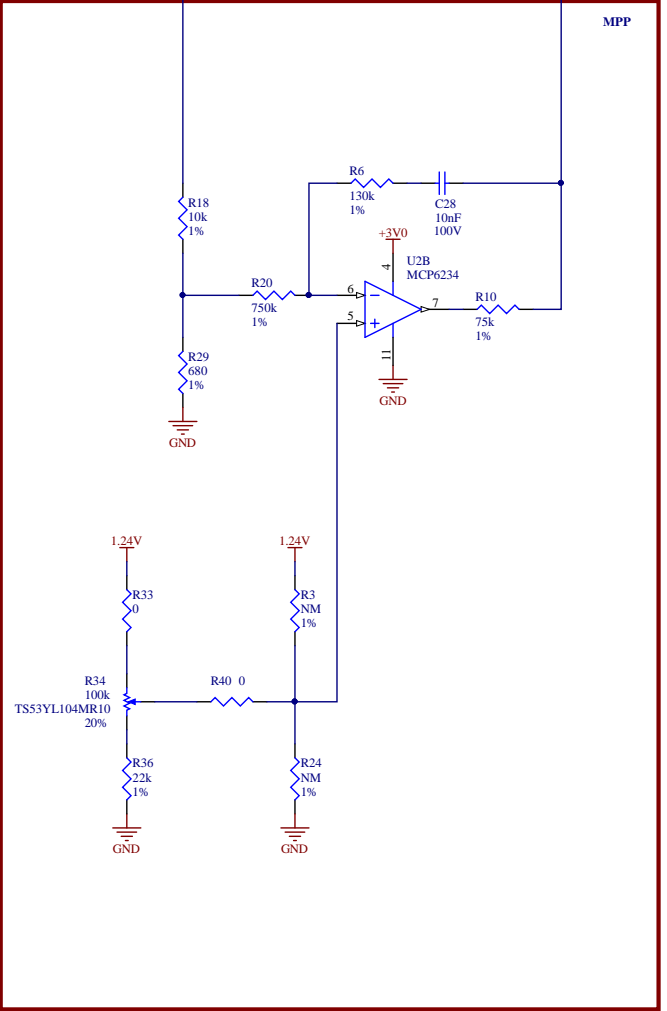 MPP
R6
130k
1%
C28
10nF
100V
R18
10k
1%
+3V0
4
U2B
MCP6234
R20
750k
1%
6
5
7
R10
75k
1%
11
GND
R29
680
1%
GND
1.24V
1.24V
R33
0
R3
NM
1%
R34
100k
TS53YL104MR10
20%
R40 0
R36
22k
1%
R24
NM
1%
GND
GND